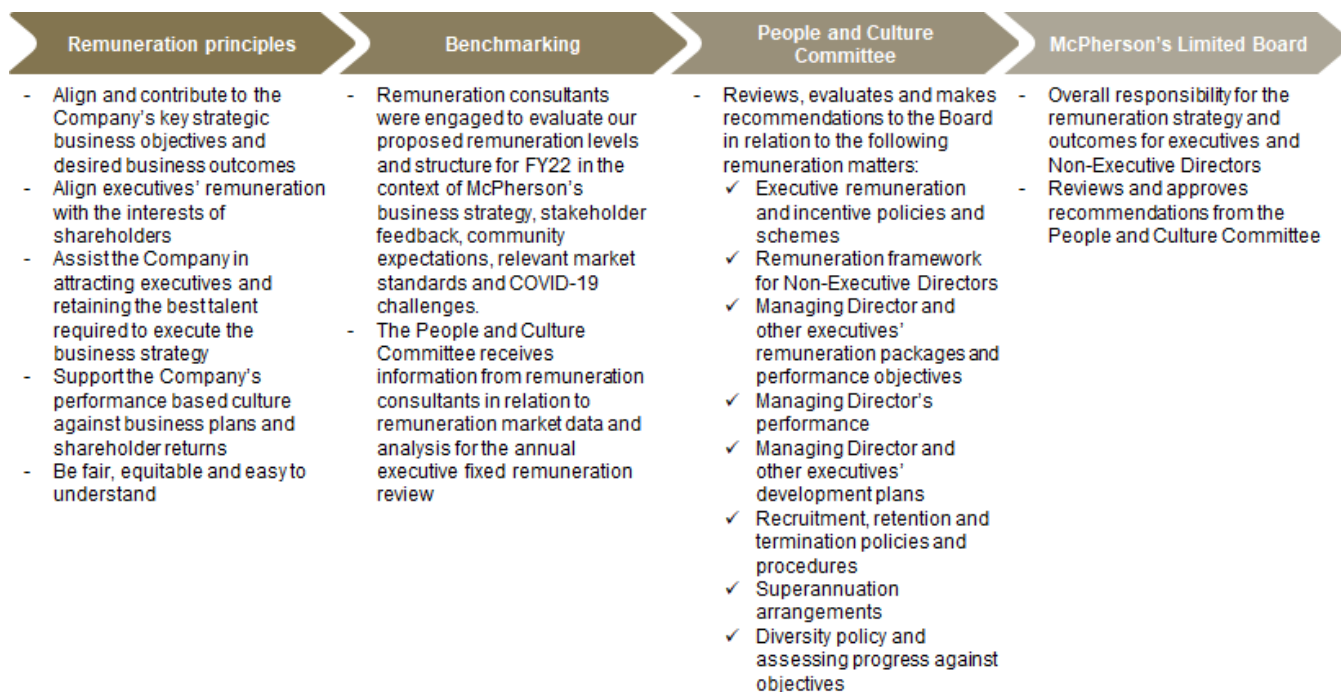 Remuneration principles
- Align and contribute to the
Company's key strategic
business objectives and
desired business outcomes
- Align executives' remuneration
with the interests of
shareholders
- Assist the Company in
attracting executives and
retaining the best talent
required to execute the
business strategy
- Support the Company's
performance based culture
against business plans and
shareholder returns
- Be fair, equitable and easy to
understand
Benchmarking
- Remuneration consultants
were engaged to evaluate our
proposed remuneration levels
and structure for FY22 in the
context of McPherson's
business strategy, stakeholder
feedback, community
expectations, relevant market
standards and COVID-19
challenges.
- The People and Culture
Committee receives
information from remuneration
consultants in relation to
remuneration market data and
analysis for the annual
executive fixed remuneration
review
People and Culture
Committee
- Reviews, evaluates and makes
recommendations to the Board
in relation to the following
remuneration matters:
✓ Executive remuneration
and incentive policies and
schemes
✓ Remuneration framework
for Non-Executive Directors
✓ Managing Director and
other executives'
remuneration packages and
performance objectives
✓ Managing Director's
performance
✓ Managing Director and
other executives'
development plans
✓ Recruitment, retention and
termination policies and
procedures
✓ Superannuation
arrangements
✓ Diversity policy and
assessing progress against
objectives
McPherson's Limited Board
- Overall responsibility for the
remuneration strategy and
outcomes for executives and
Non-Executive Directors
- Reviews and approves
recommendations from the
People and Culture Committee